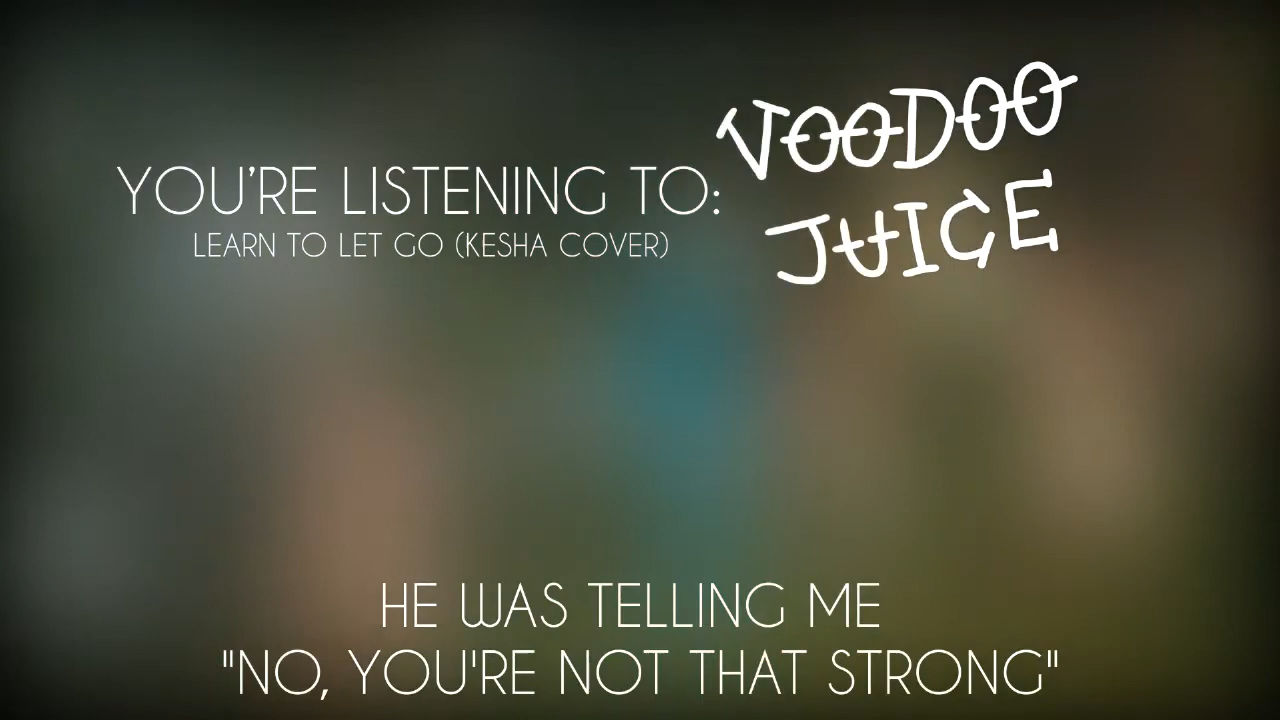 VOODOO
JUICE
YOU'RE LISTENING TO:
LEARN TO LET GO (KESHA COVER)
HE WAS TELLING ME
"NO, YOU'RE NOT THAT STRONG"